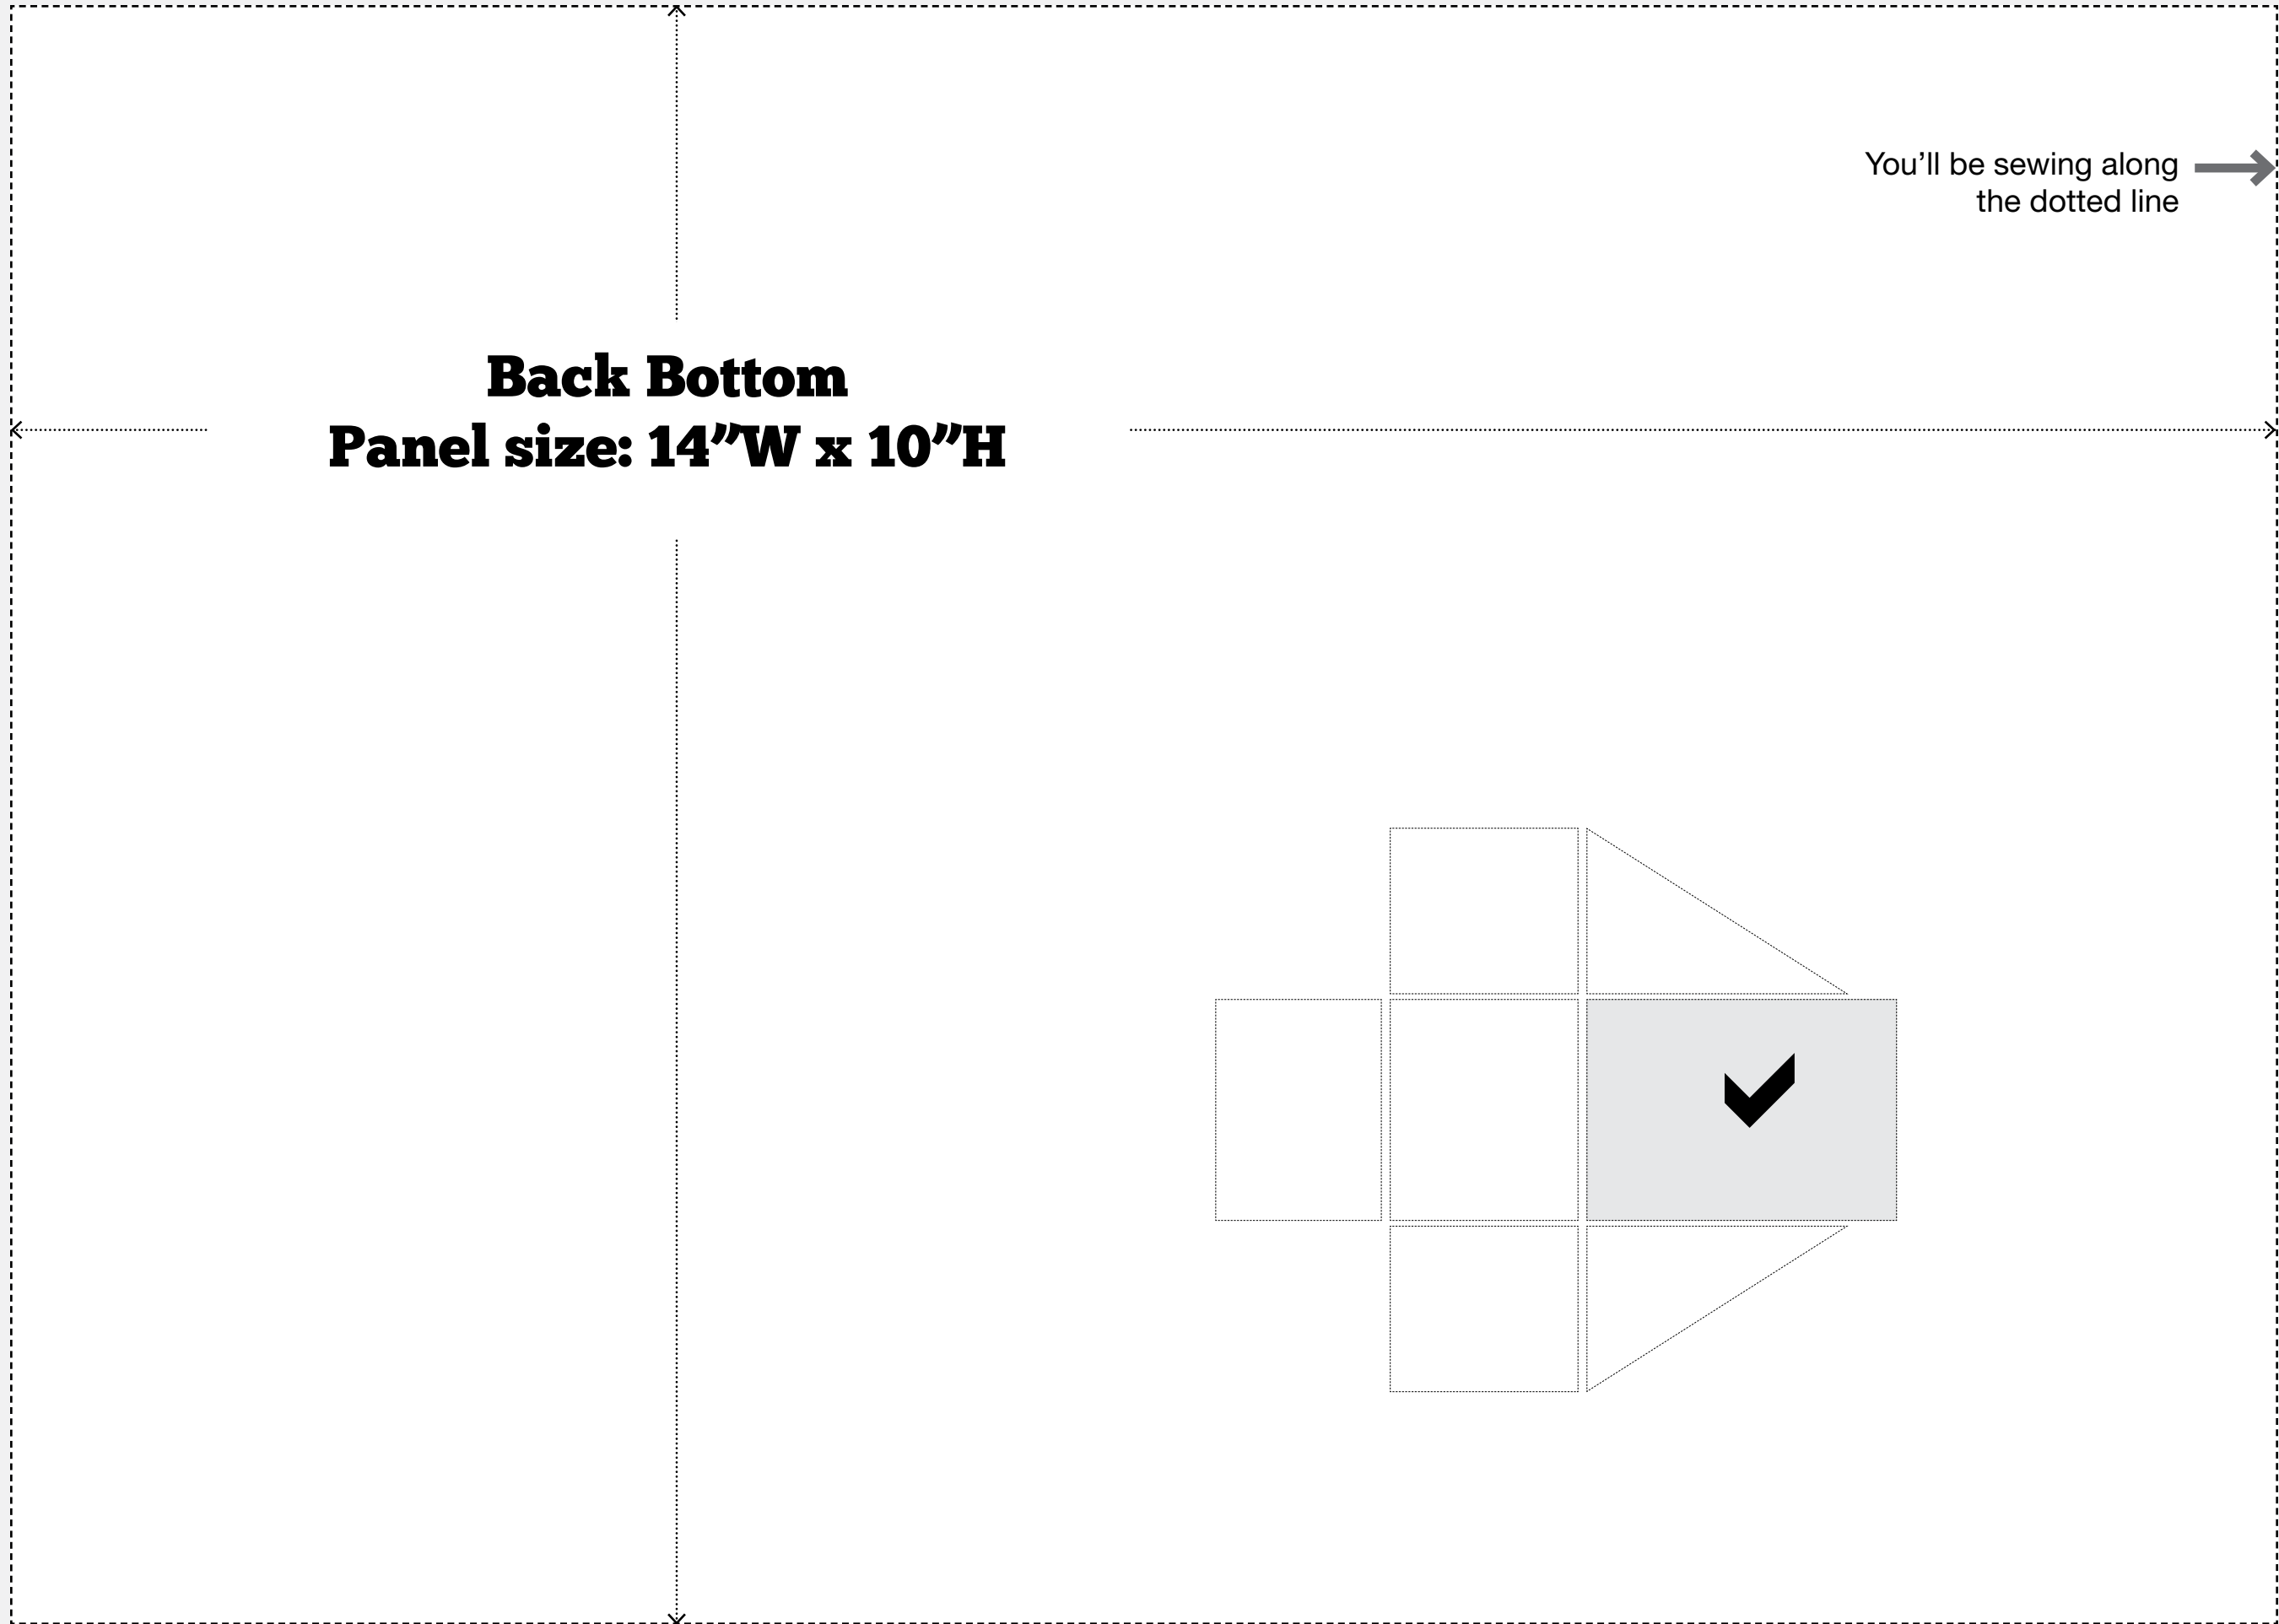 You’ll be sewing along
the dotted line
Back Bottom
Panel size: 14”W x 10”H